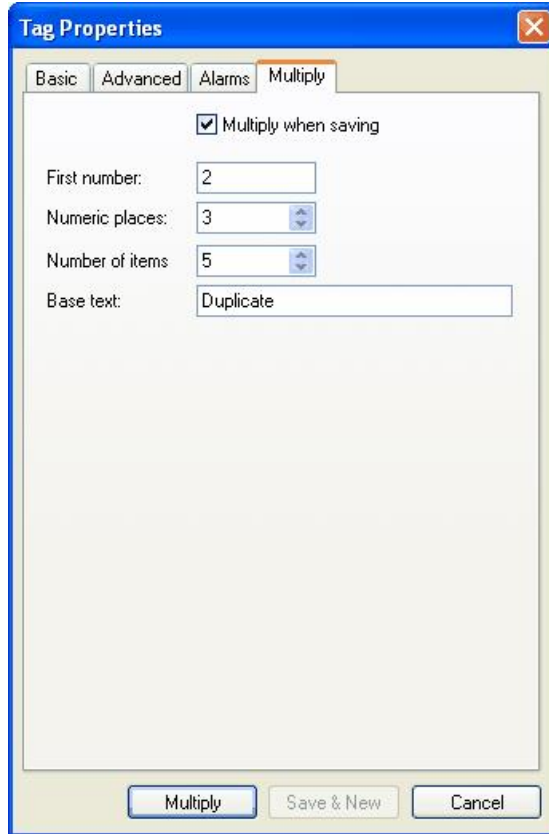 Tag Properties
Basic Advanced Alarms Multiply
Multiply when saving
First number: 2
Numeric places: 3
Number of items 5
Base text: Duplicate
Multiply Save & New Cancel